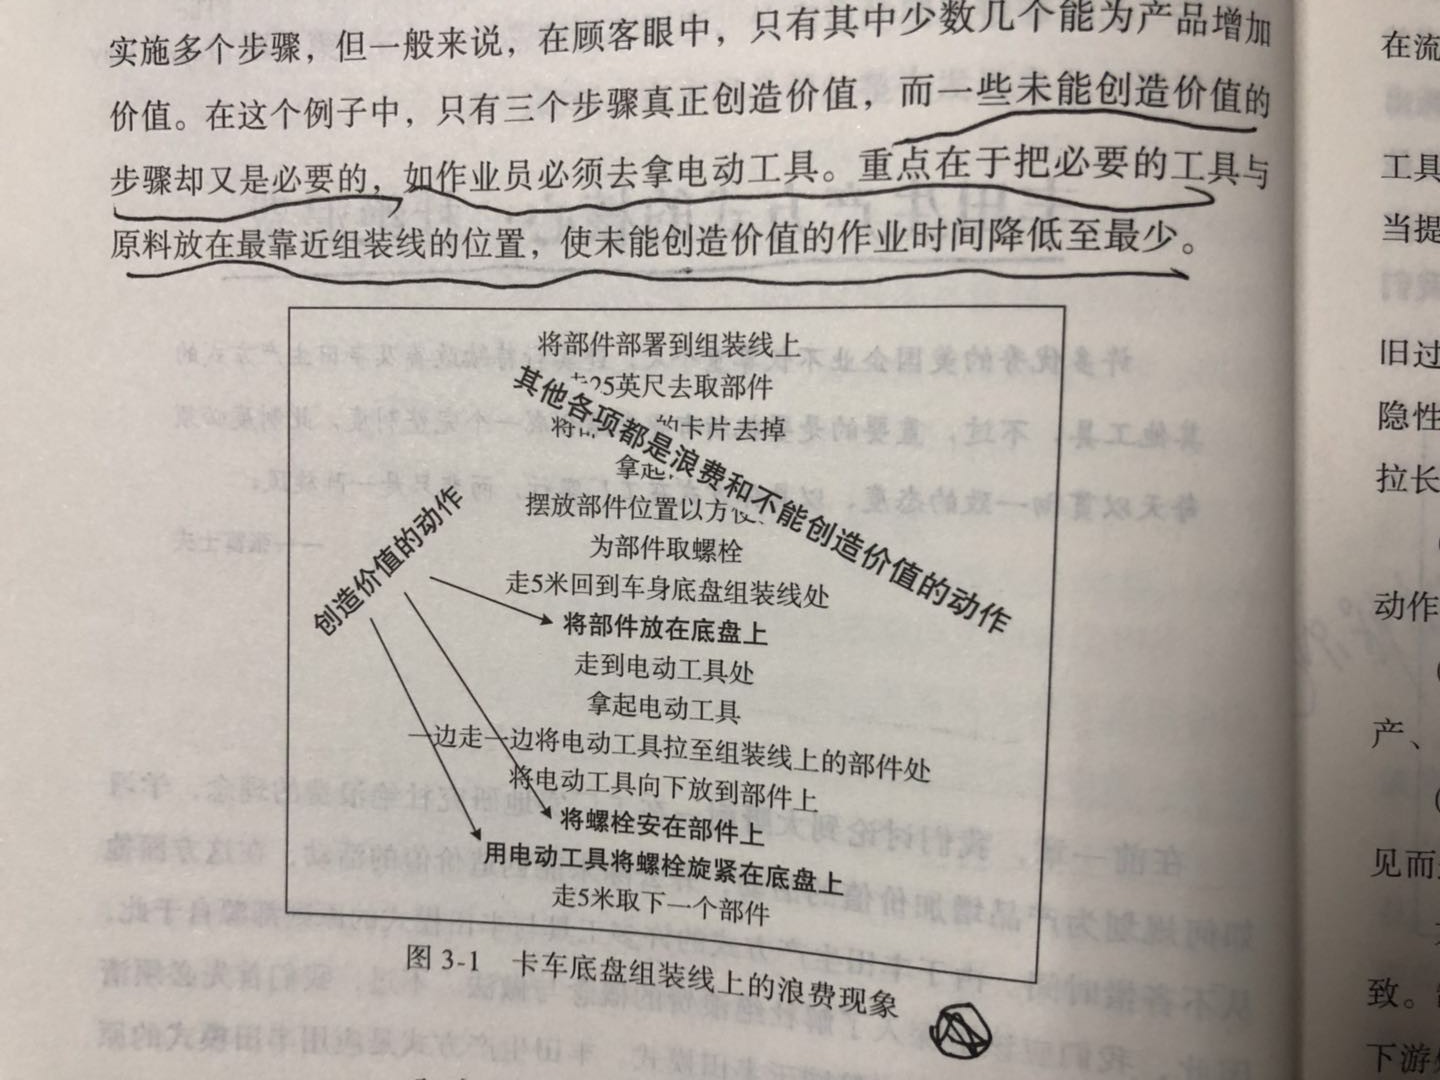 实施多个步骤，但一般来说，在顾客眼中，只有其中少数几个能为产品增加
价值。在这个例子中，只有三个步骤真正创造价值，而一些未能创造价值的
步骤却又是必要的，如作业员必须去拿电动工具。重点在于把必要的工具与
原料放在最靠近组装线的位置，使未能创造价值的作业时间降低至最少。
将部件部署到组装线上
25英尺去取部件
的卡片去掉
拿起
摆放部件位置以方便
为部件取螺栓
走5米回到车身底盘组装线处
将部件放在底盘上
走到电动工具处
拿起电动工具
一边走一边将电动工具拉至组装线上的部件处
将电动工具向下放到部件上
将螺栓安在部件上
用电动工具将螺栓旋紧在底盘上
走5米取下一个部件
其他各项都是浪费和不能创造价值的动作
创造价值的动作
图 3-1 卡车底盘组装线上的浪费现象
在流
工具
当提
旧过
隐性
拉长
动作
产、
见而
致。
下游